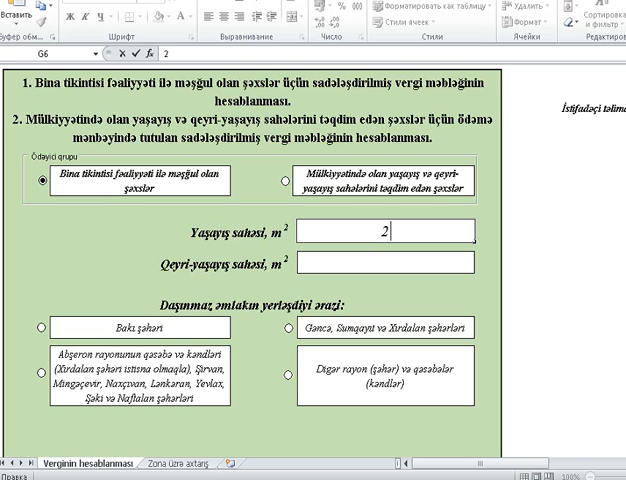 Вставить
Ж К Ч
Форматировать как таблицу
Удалить
Стили ячеек
Формат
Сортировка
и фильтр
Буфер обм...
Шрифт
Выравнивание
Число
Стили
Ячейки
Редактиров
G6
fx 2
1. Bina tikintisi fəaliyyəti ilə məşğul olan şəxslər üçün sadələşdirilmiş vergi məbləğinin
hesablanması.
2. Mülkiyyətində olan yaşayış və qeyri-yaşayış sahələrini təqdim edən şəxslər üçün ödəmə
mənbəyində tutulan sadələşdirilmiş vergi məbləğinin hesablanması.
İstifadəçi təlim
Ödəyici qrupu
Bina tikintisi fəaliyyəti ilə məşğul olan
şəxslər
Mülkiyyətində olan yaşayış və qeyri-
yaşayış sahələrini təqdim edən şəxslər
Yaşayış sahəsi, m²
2
Qeyri-yaşayış sahəsi, m²
Daşınmaz əmlakın yerləşdiyi ərazi:
Bakı şəhəri
Gəncə, Sumqayıt və Xırdalan şəhərləri
Abşeron rayonunun qəsəbə və kəndləri
(Xırdalan şəhəri istisna olmaqla), Şirvan,
Mingəçevir, Naxçıvan, Lənkəran, Yevlax,
Şəki və Naftalan şəhərləri
Digər rayon (şəhər) və qəsəbələr
(kəndlər)
Verginin hesablanması
Zona üzrə axtarış
Правка
100%